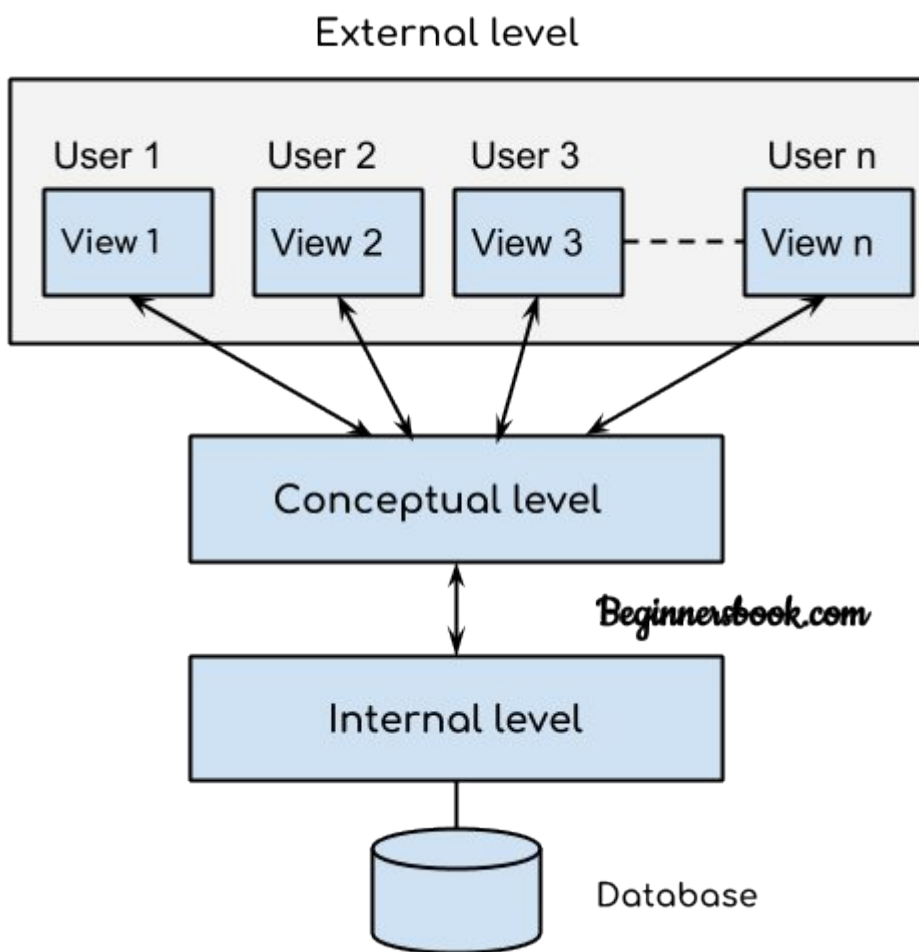 External level
User 1 User 2 User 3 User n
View 1 View 2 View 3 View n
Conceptual level
Beginnersbook.com
Internal level
Database